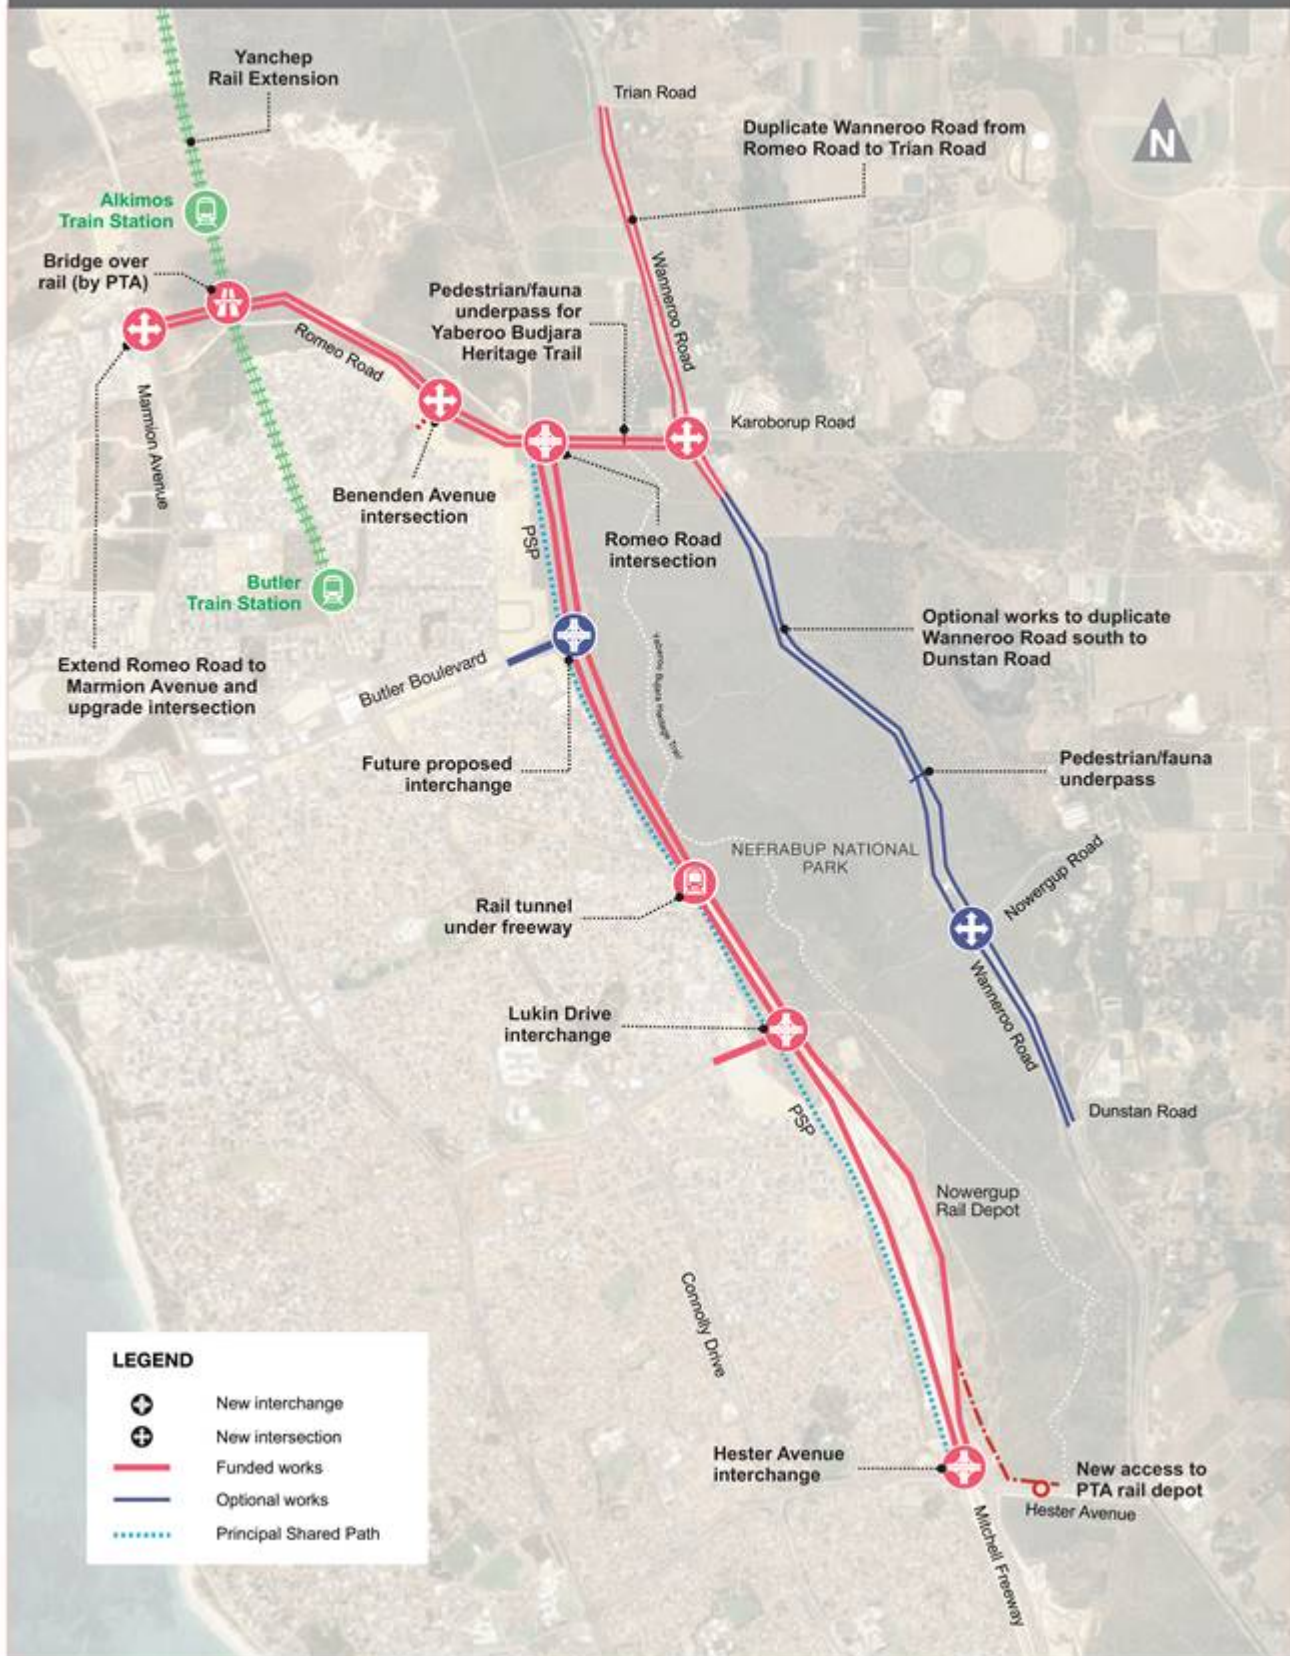 Yanchep
Rail Extension
Trian Road
Duplicate Wanneroo Road from
Romeo Road to Trian Road
N
Alkimos
Train Station
Bridge over
rail (by PTA)
Wanneroo Road
Pedestrian/fauna
underpass for
Yaberoo Budjara
Heritage Trail
Romeo Road
Marmion Avenue
Karoborup Road
Benenden Avenue
intersection
PSP
Romeo Road
intersection
Butler
Train Station
Optional works to duplicate
Wanneroo Road south to
Dunstan Road
Extend Romeo Road to
Marmion Avenue and
upgrade intersection
Butler Boulevard
Yaberoo Bujara Heritage Trail
Future proposed
interchange
Pedestrian/fauna
underpass
NEERABUP NATIONAL
PARK
Nowergup Road
Rail tunnel
under freeway
Wanneroo Road
Lukin Drive
interchange
PSP
Dunstan Road
Nowergup
Rail Depot
Connolly Drive
LEGEND
New interchange
New intersection
Funded works
Optional works
Principal Shared Path
Hester Avenue
interchange
New access to
PTA rail depot
Hester Avenue
Mitchell Freeway